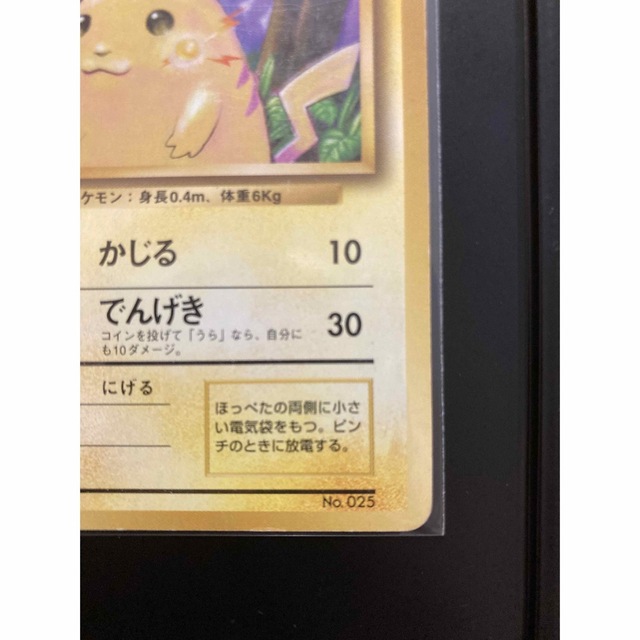 ケモン：身長0.4m、体重6Kg
かじる 10
でんげき 30
コインを投げて「うら」なら、自分に
も10ダメージ。
にげる
ほっぺたの両側に小さ
い電気袋をもつ。ピン
チのときに放電する。
No. 025